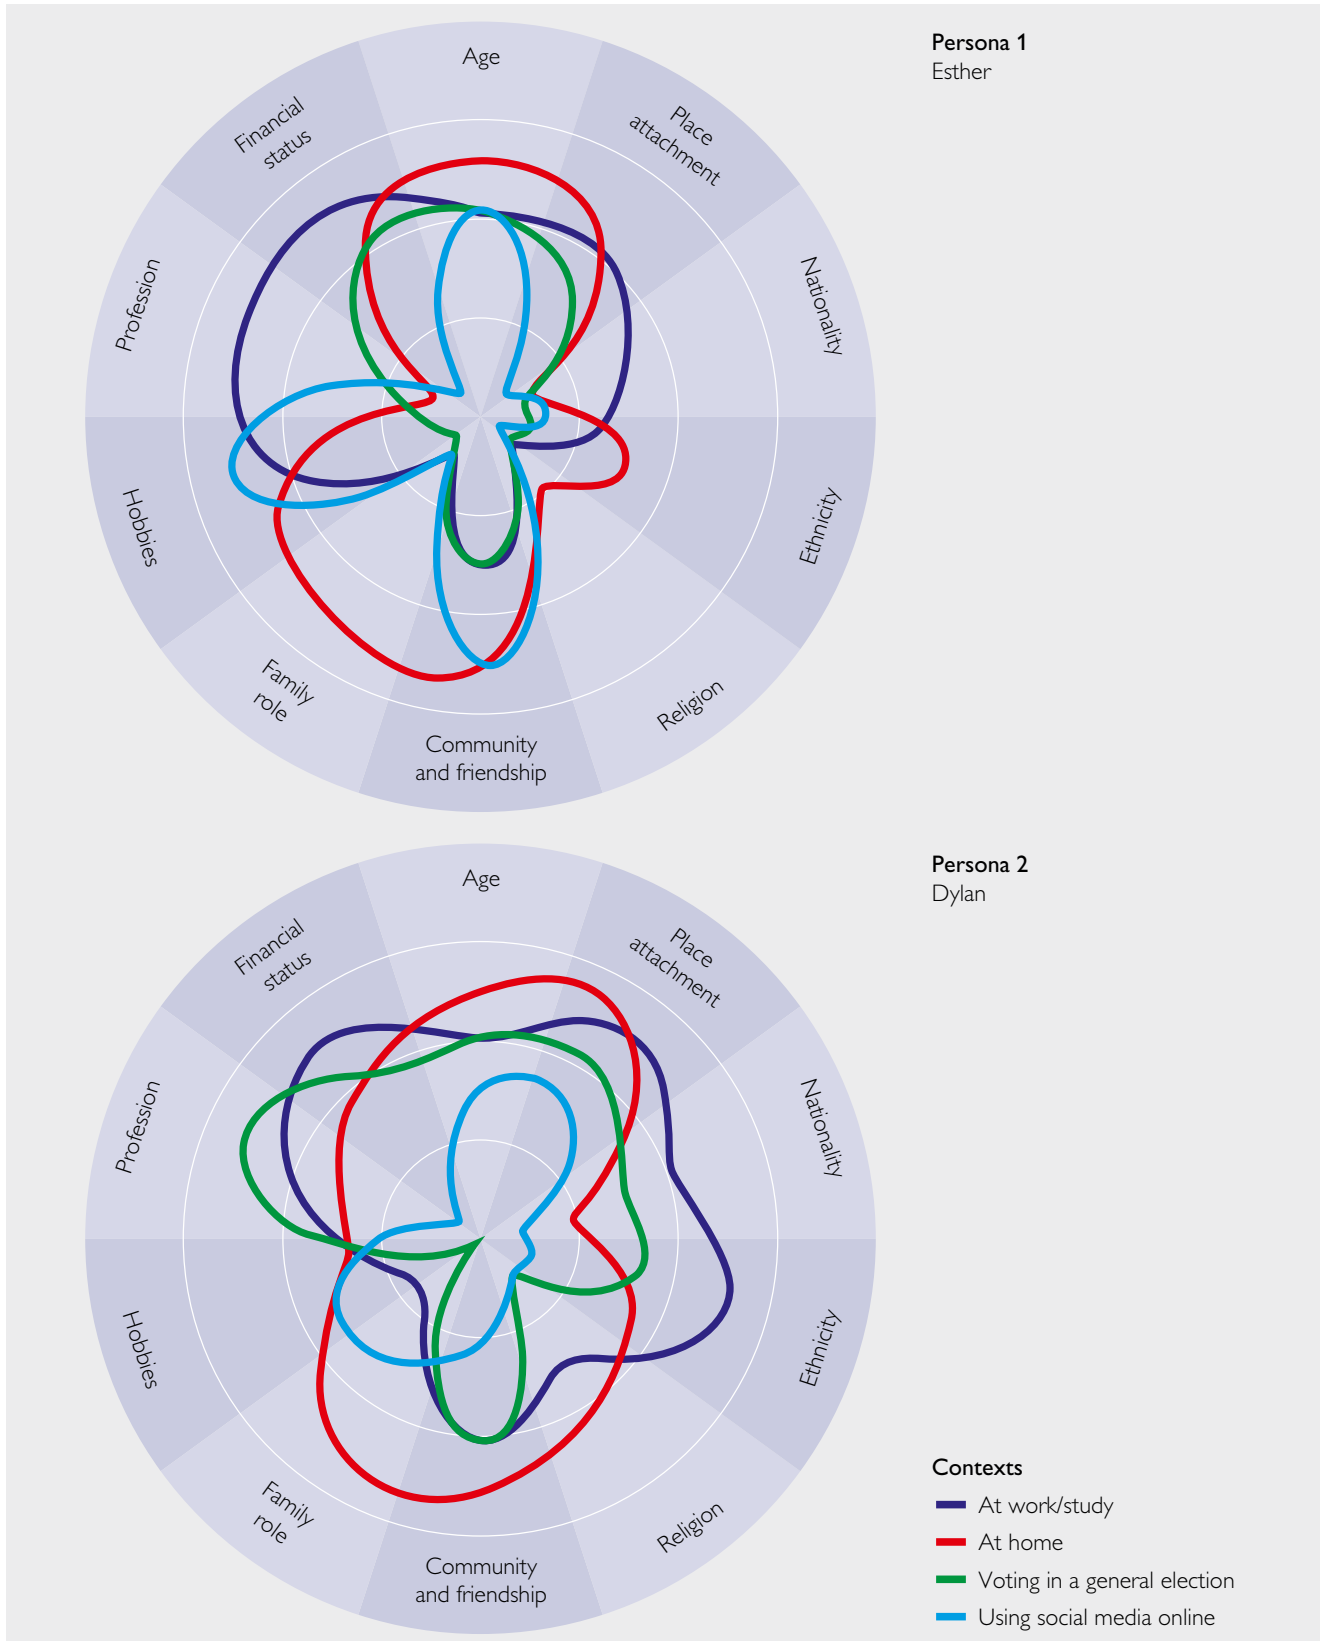 Persona 1
Esther
Age
Place
attachment
Nationality
Ethnicity
Religion
Community
and friendship
Family
role
Hobbies
Profession
Financial
status
Persona 2
Dylan
Age
Place
attachment
Nationality
Ethnicity
Religion
Community
and friendship
Family
role
Hobbies
Profession
Financial
status
Contexts
At work/study
At home
Voting in a general election
Using social media online